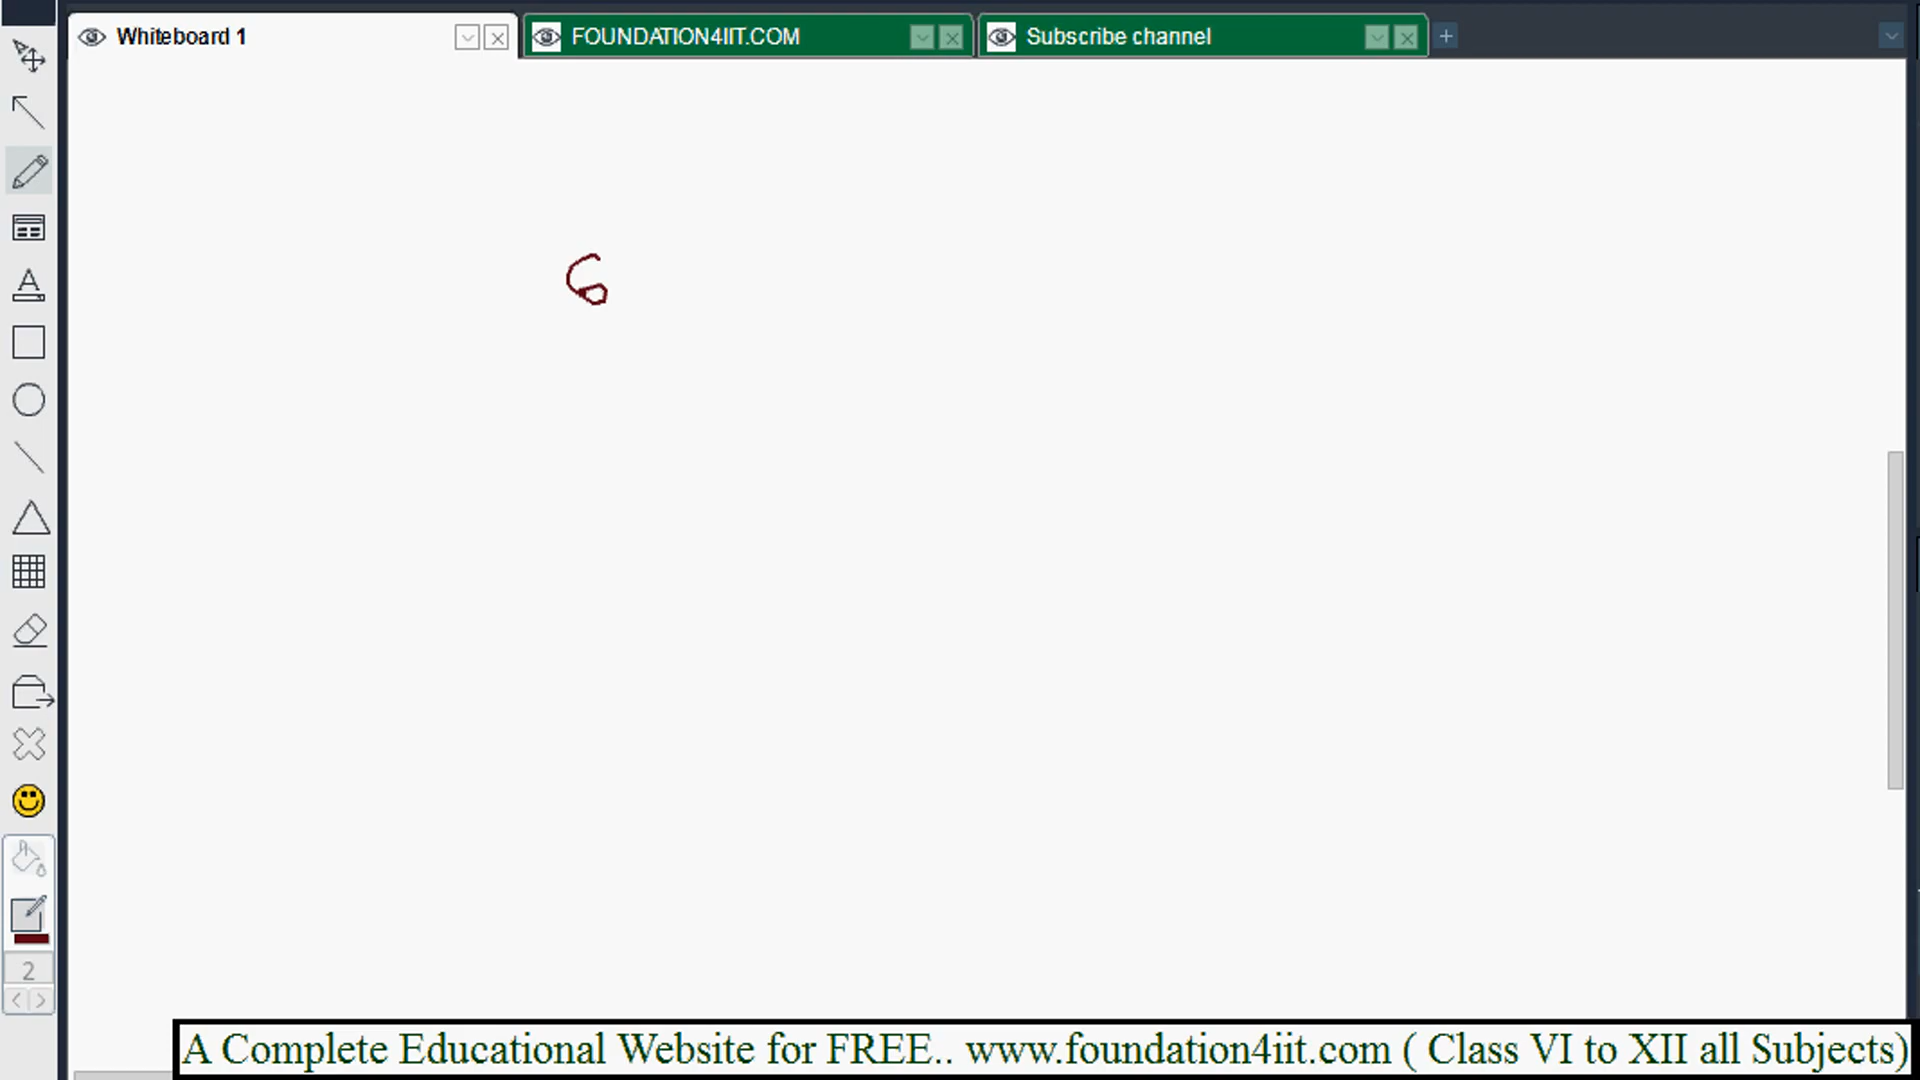 Whiteboard 1
FOUNDATION4IIT.COM
Subscribe channel
6
2
A Complete Educational Website for FREE.. www.foundation4iit.com ( Class VI to XII all Subjects)